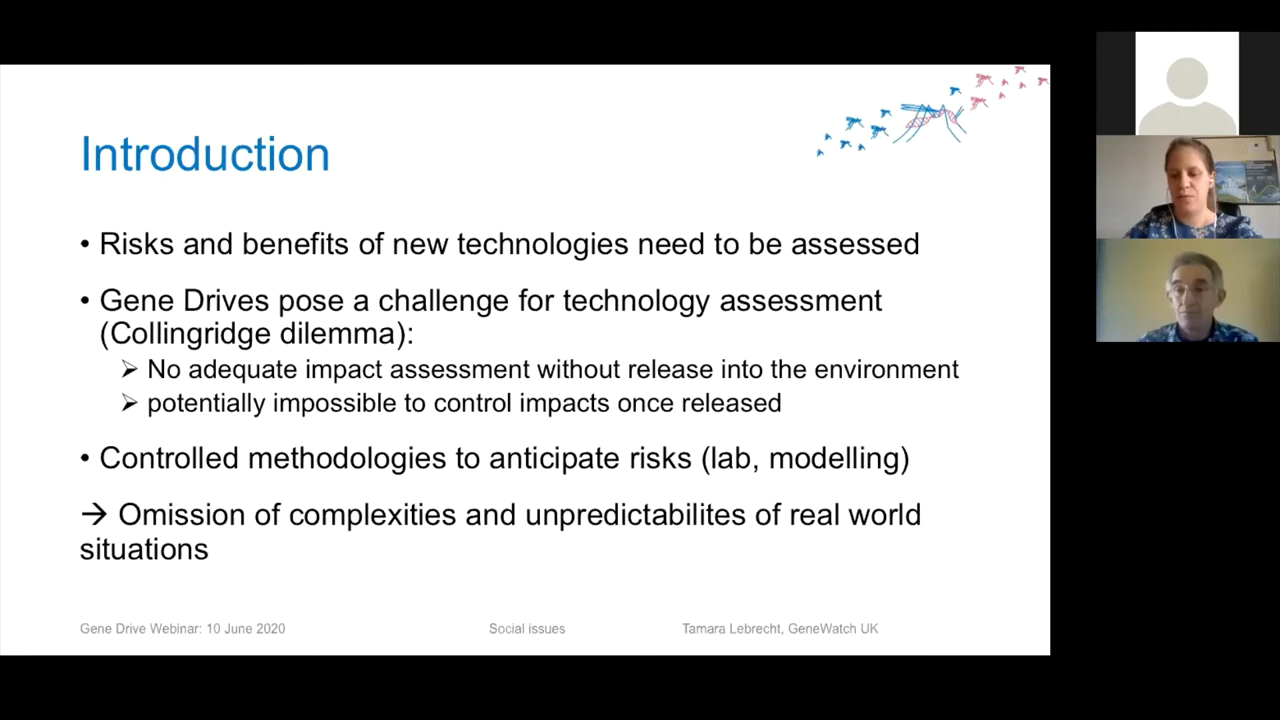 Introduction
• Risks and benefits of new technologies need to be assessed
• Gene Drives pose a challenge for technology assessment
(Collingridge dilemma):
➢ No adequate impact assessment without release into the environment
➢ potentially impossible to control impacts once released
• Controlled methodologies to anticipate risks (lab, modelling)
→ Omission of complexities and unpredictabilites of real world
situations
Gene Drive Webinar: 10 June 2020
Social issues
Tamara Lebrecht, GeneWatch UK